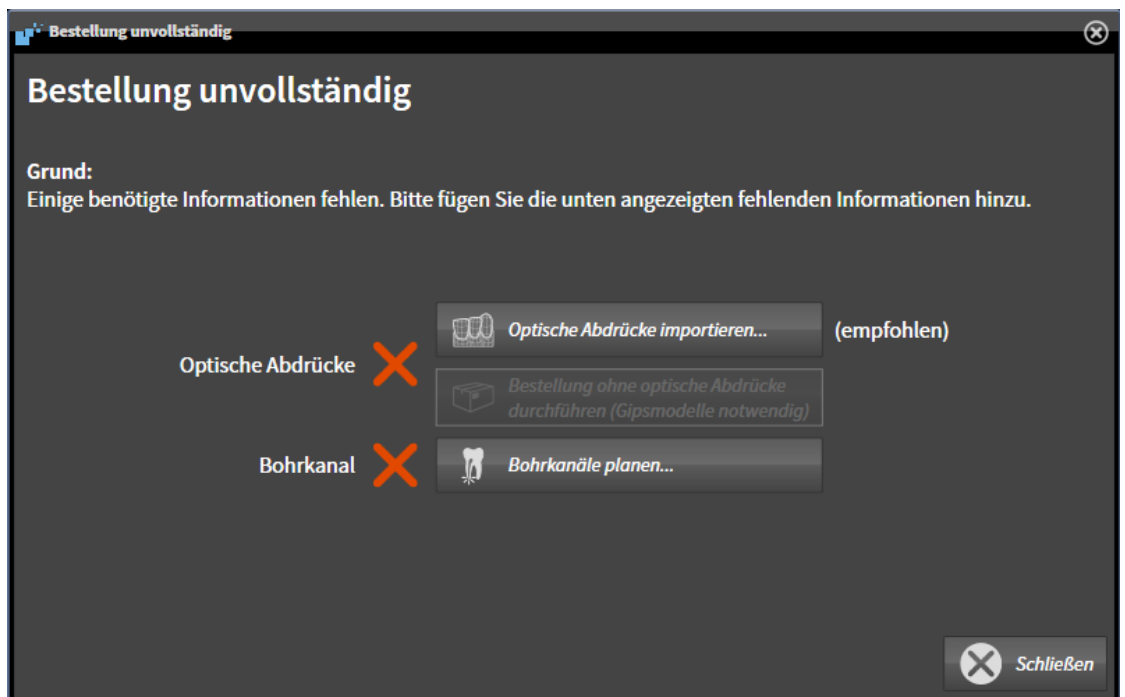 Bestellung unvollständig
Bestellung unvollständig
Grund:
Einige benötigte Informationen fehlen. Bitte fügen Sie die unten angezeigten fehlenden Informationen hinzu.
Optische Abdrücke importieren... (empfohlen)
Optische Abdrücke
Bestellung ohne optische Abdrücke
durchführen (Gipsmodelle notwendig)
Bohrkanal Bohrkanäle planen...
Schließen